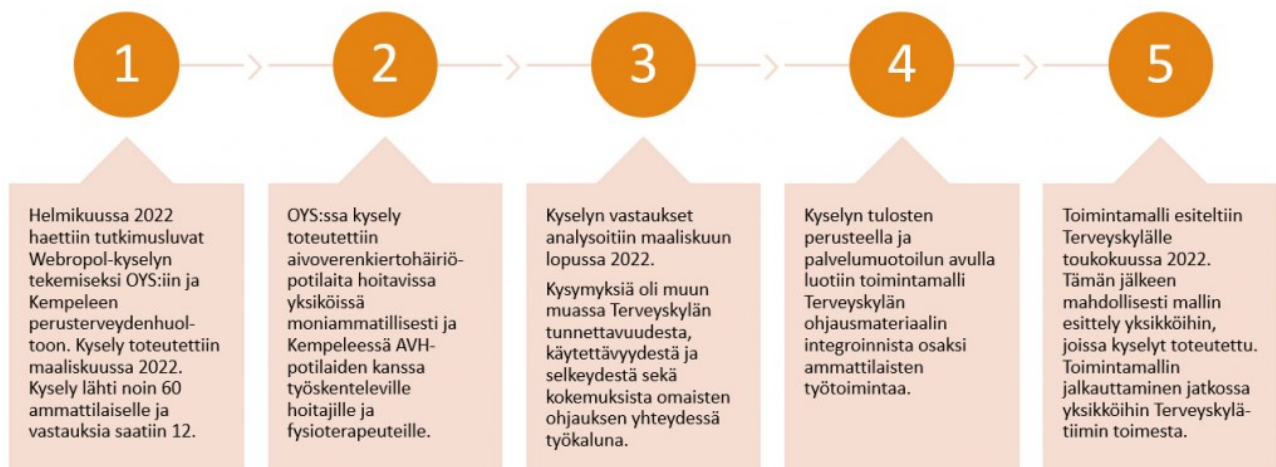 1
2
3
4
5
Helmikuussa 2022
haettiin tutkimusluvat
Webropol-kyselyn
tekemiseksi OYS:iin ja
Kempeleen
perusterveydenhuol-
toon. Kysely toteutettiin
maaliskuussa 2022.
Kysely lähti noin 60
ammattilaiselle ja
vastauksia saatiin 12.
OYS:ssa kysely
toteutettiin
aivoverenkiertohäiriö-
potilaita hoitavissa
yksiköissä
moniammatillisesti ja
Kempeleessä AVH-
potilaiden kanssa
työskenteleville
hoitajille ja
fysioterapeuteille.
Kyselyn vastaukset
analysoitiin maaliskuun
lopussa 2022.
Kysymyksiä oli muun
muassa Terveyskylän
tunnettavuudesta,
käytettävyydestä ja
selkeydestä sekä
kokemuksista omaisten
ohjauksen yhteydessä
työkaluna.
Kyselyn tulosten
perusteella ja
palvelumuotoilun avulla
luotiin toimintamalli
Terveyskylän
ohjausmateriaalin
integroinnista osaksi
ammattilaisten
työtoimintaa.
Toimintamalli esiteltiin
Terveyskylälle
toukokuussa 2022.
Tämän jälkeen
mahdollisesti mallin
esittely yksikköihin,
joissa kyselyt toteutettu.
Toimintamallin
jalkauttaminen jatkossa
yksikköihin Terveyskylä-
tiimin toimesta.